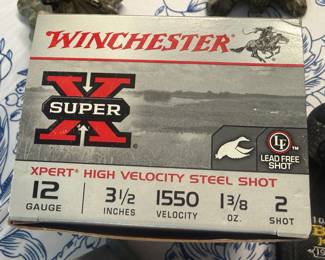 WINCHESTER
®
SUPER
X
®
LF
LEAD FREE
SHOT
XPERT® HIGH VELOCITY STEEL SHOT
12 3½ 1550 1⅜ 2
GAUGE INCHES VELOCITY OZ. SHOT